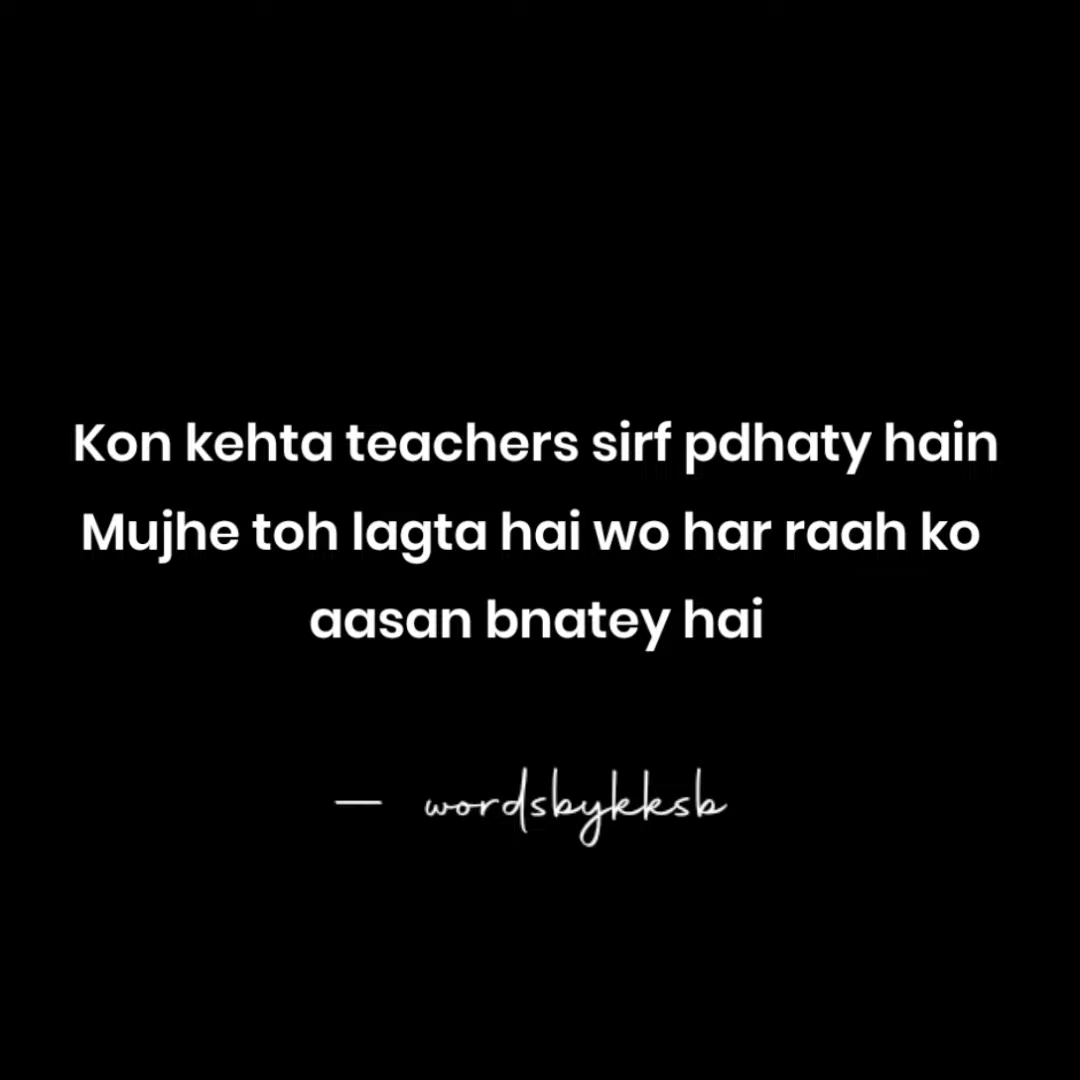 Kon kehta teachers sirf pdhaty hain
Mujhe toh lagta hai wo har raah ko
aasan bnatey hai
— wordsbykksb